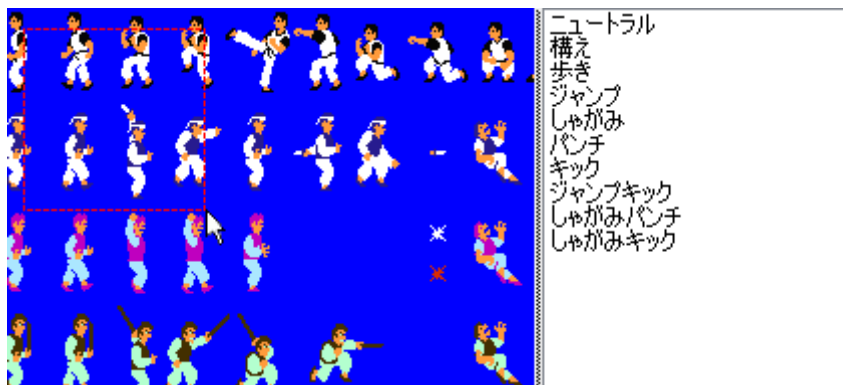 ニュートラル
構え
歩き
ジャンプ
しゃがみ
パンチ
キック
ジャンプキック
しゃがみパンチ
しゃがみキック